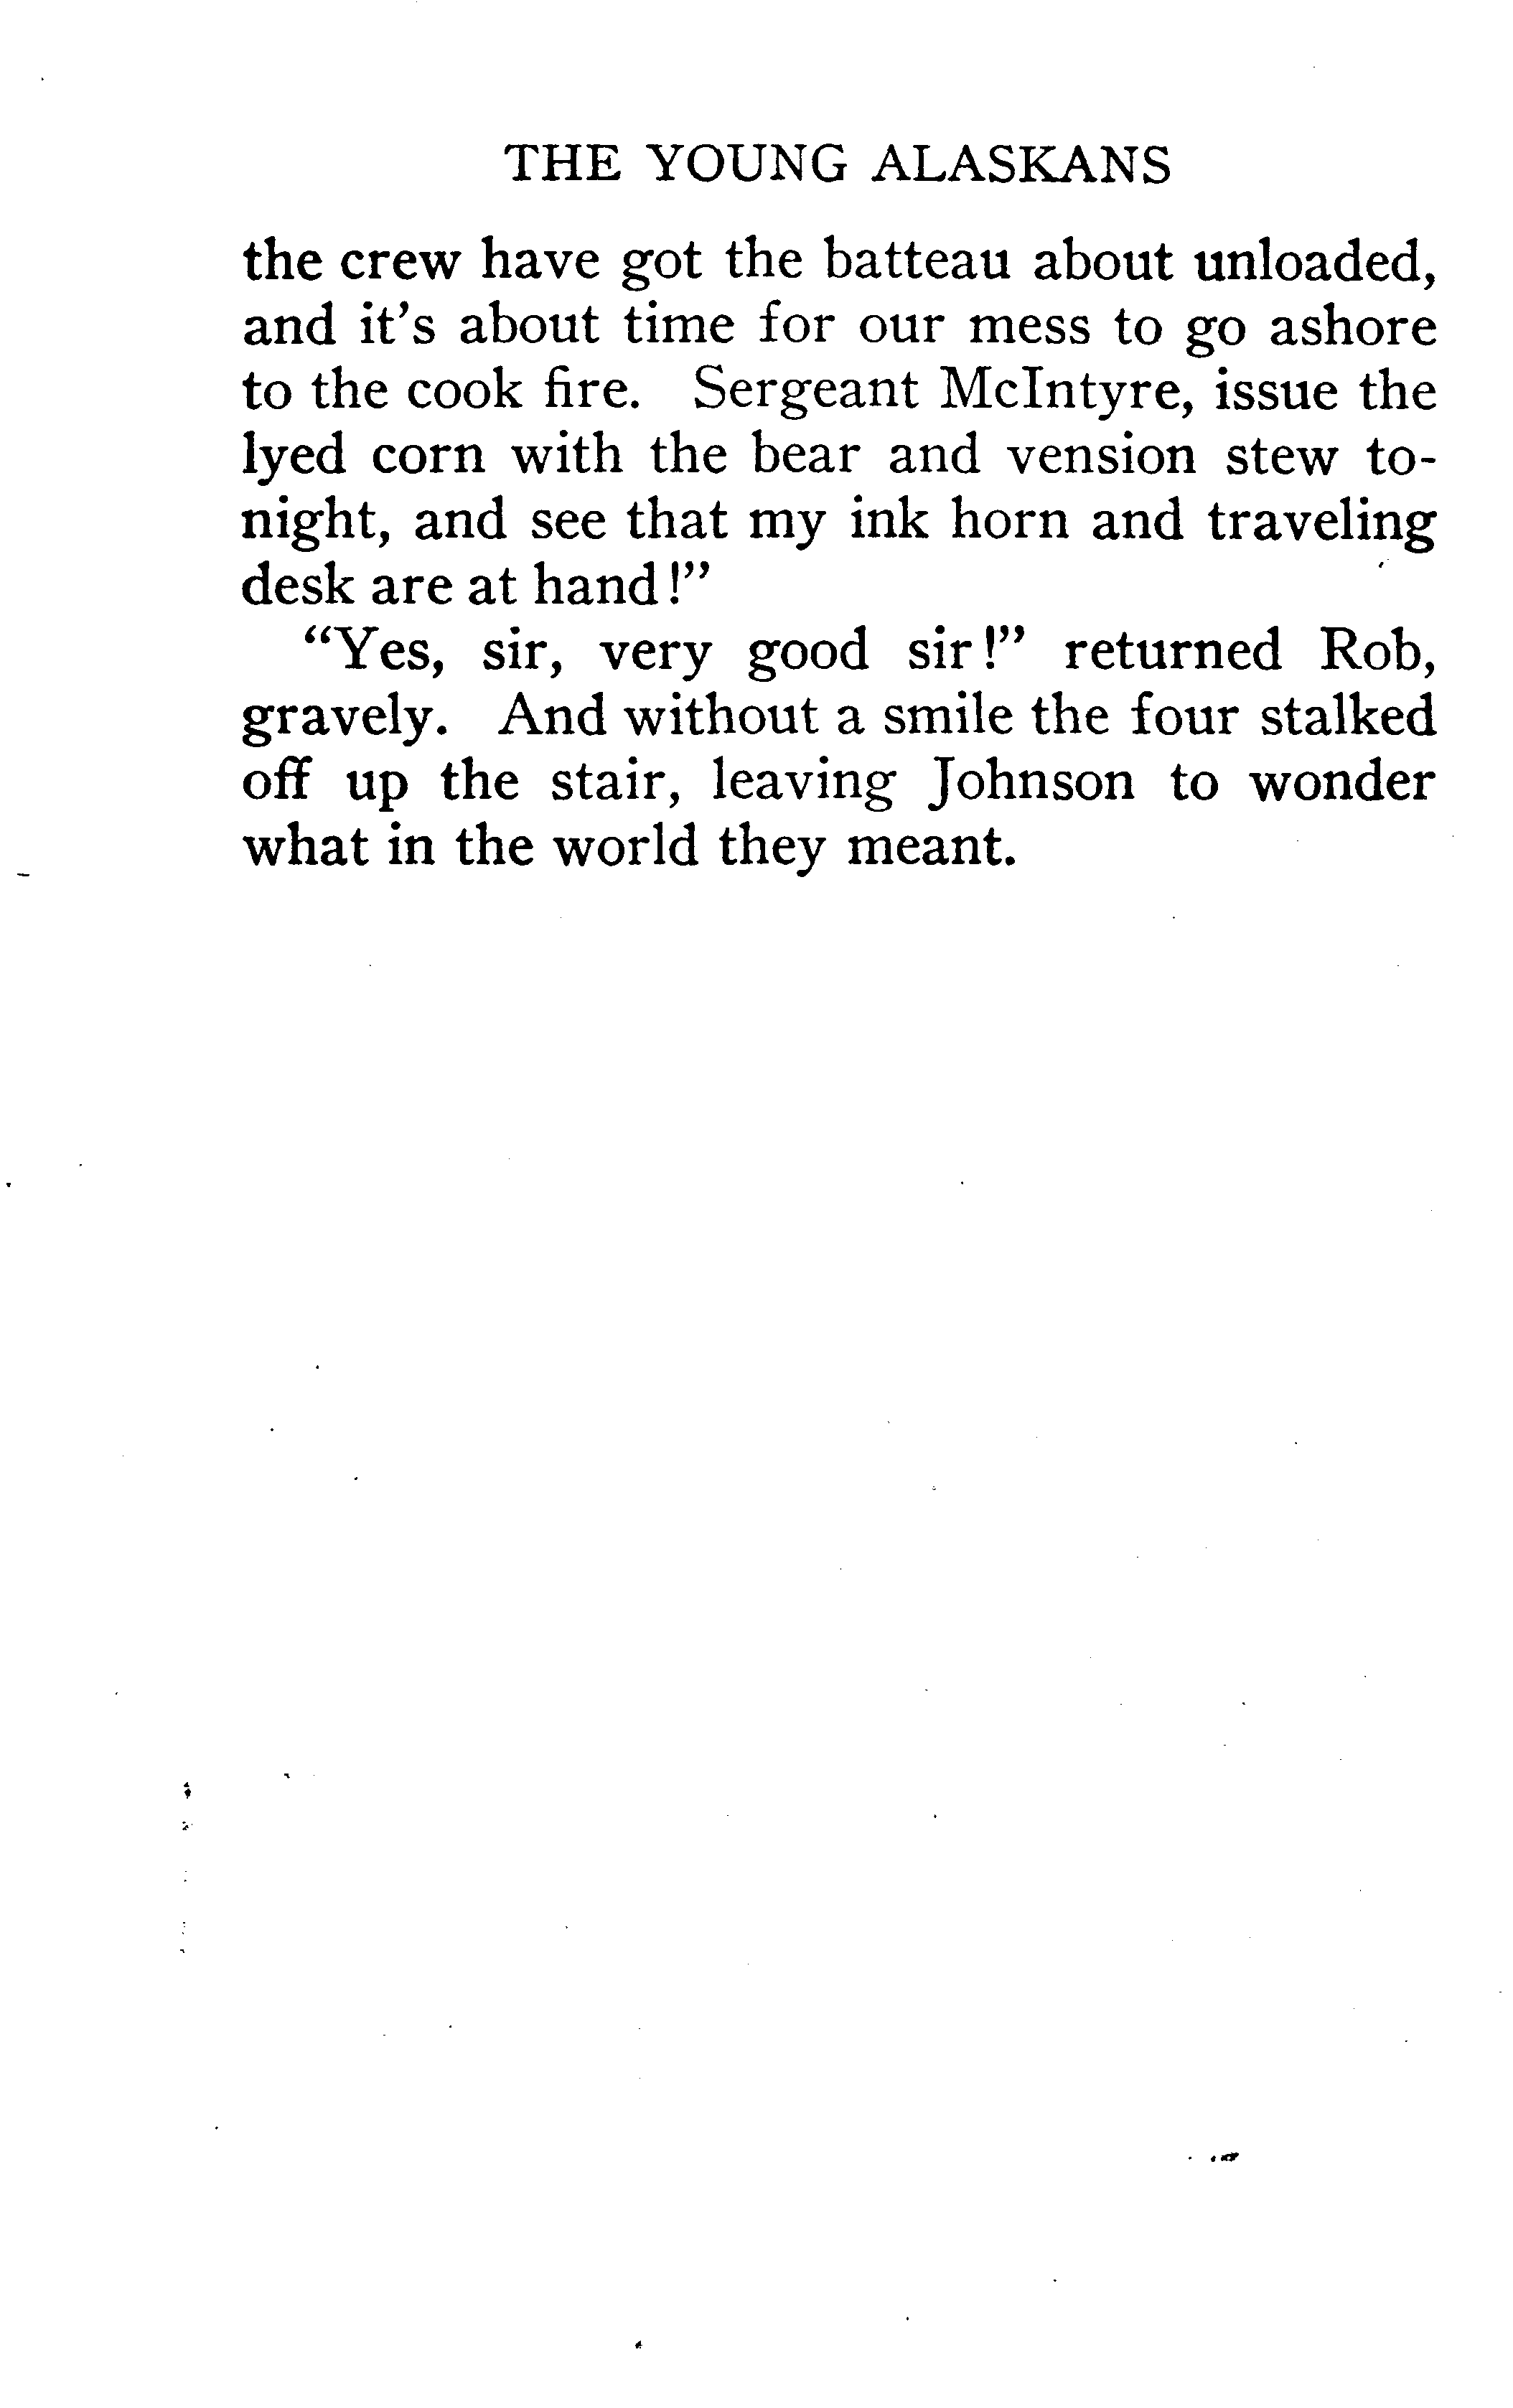 THE YOUNG ALASKANS
the crew have got the batteau about unloaded,
and it's about time for our mess to go ashore
to the cook fire. Sergeant McIntyre, issue the
lyed corn with the bear and vension stew to-
night, and see that my ink horn and traveling
desk are at hand!”
“Yes, sir, very good sir!” returned Rob,
gravely. And without a smile the four stalked
off up the stair, leaving Johnson to wonder
what in the world they meant.